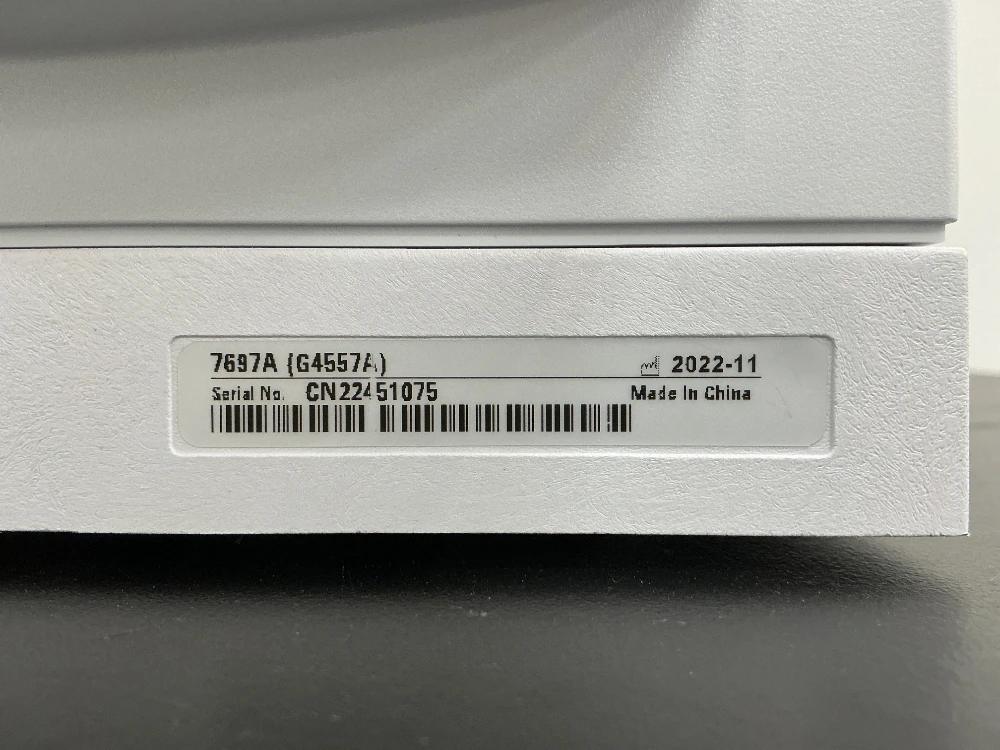 7697A (G4557A)
2022-11
Serial No. CN22451075
Made In China